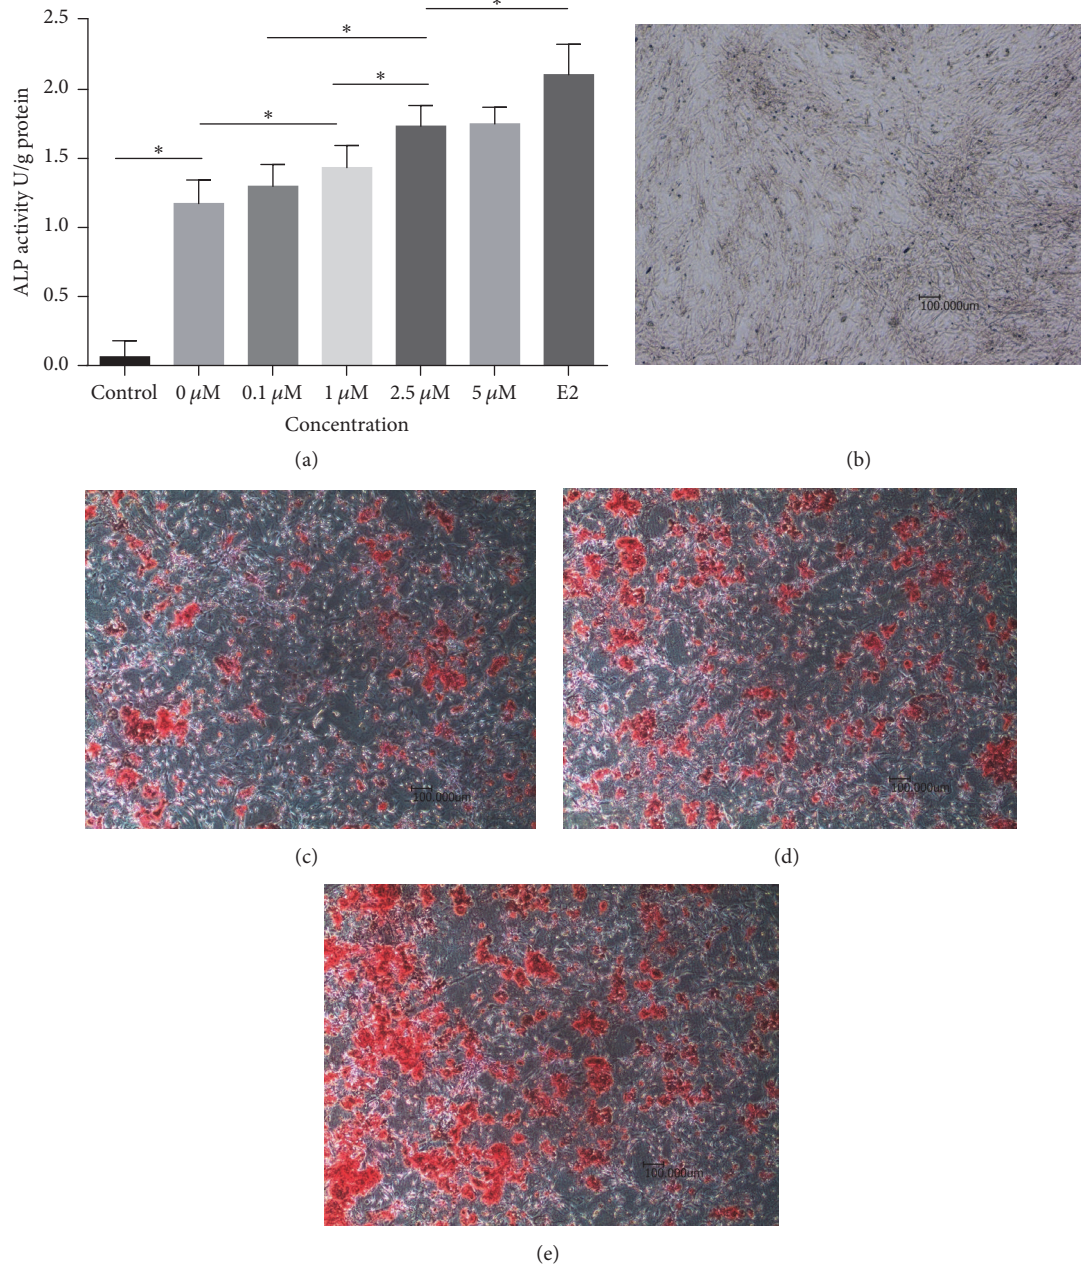 *
2.5
*
2.0
*
*
*
1.5
1.0
0.5
0.0
ALP activity U/g protein
Control 0 μM 0.1 μM 1 μM 2.5 μM 5 μM E2
Concentration
(a)
100.000um
(b)
100.000um
(c)
100.000um
(d)
100.000um
(e)